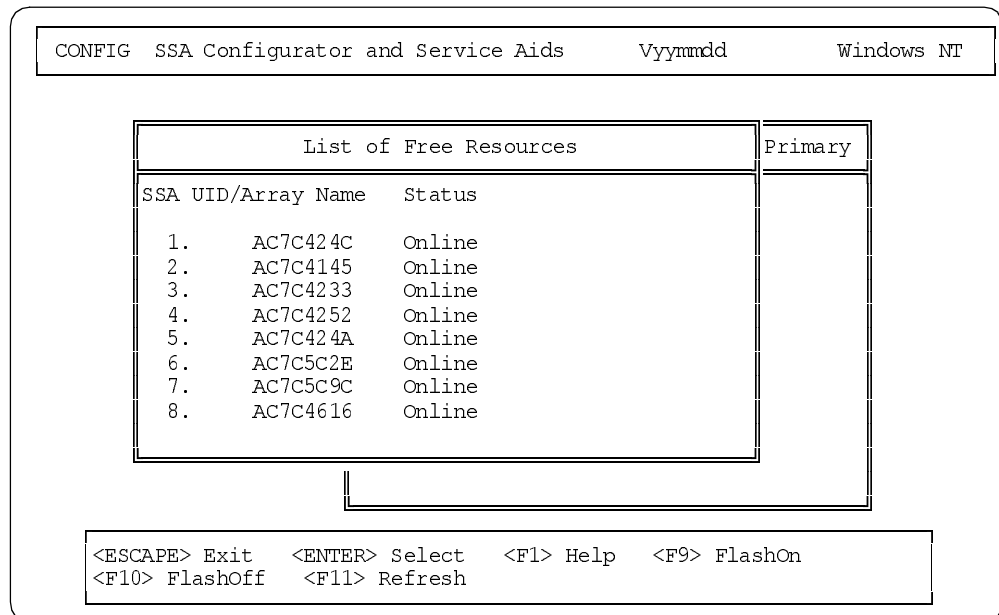 CONFIG SSA Configurator and Service Aids Vyymmdd Windows NT
List of Free Resources
Primary
SSA UID/Array Name Status
1. AC7C424C Online
2. AC7C4145 Online
3. AC7C4233 Online
4. AC7C4252 Online
5. AC7C424A Online
6. AC7C5C2E Online
7. AC7C5C9C Online
8. AC7C4616 Online
<ESCAPE> Exit <ENTER> Select <F1> Help <F9> FlashOn
<F10> FlashOff <F11> Refresh